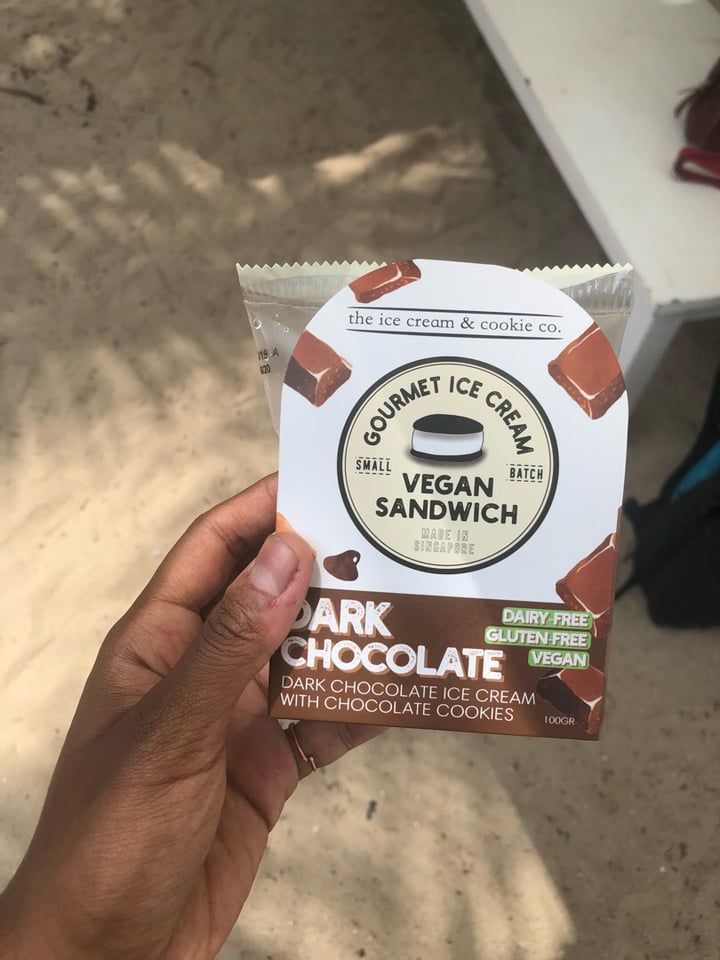 the ice cream & cookie co.
GOURMET ICE CREAM
SMALL
BATCH
VEGAN
SANDWICH
MADE IN
SINGAPORE
DARK
CHOCOLATE
DAIRY-FREE
GLUTEN-FREE
VEGAN
DARK CHOCOLATE ICE CREAM
WITH CHOCOLATE COOKIES
100GR